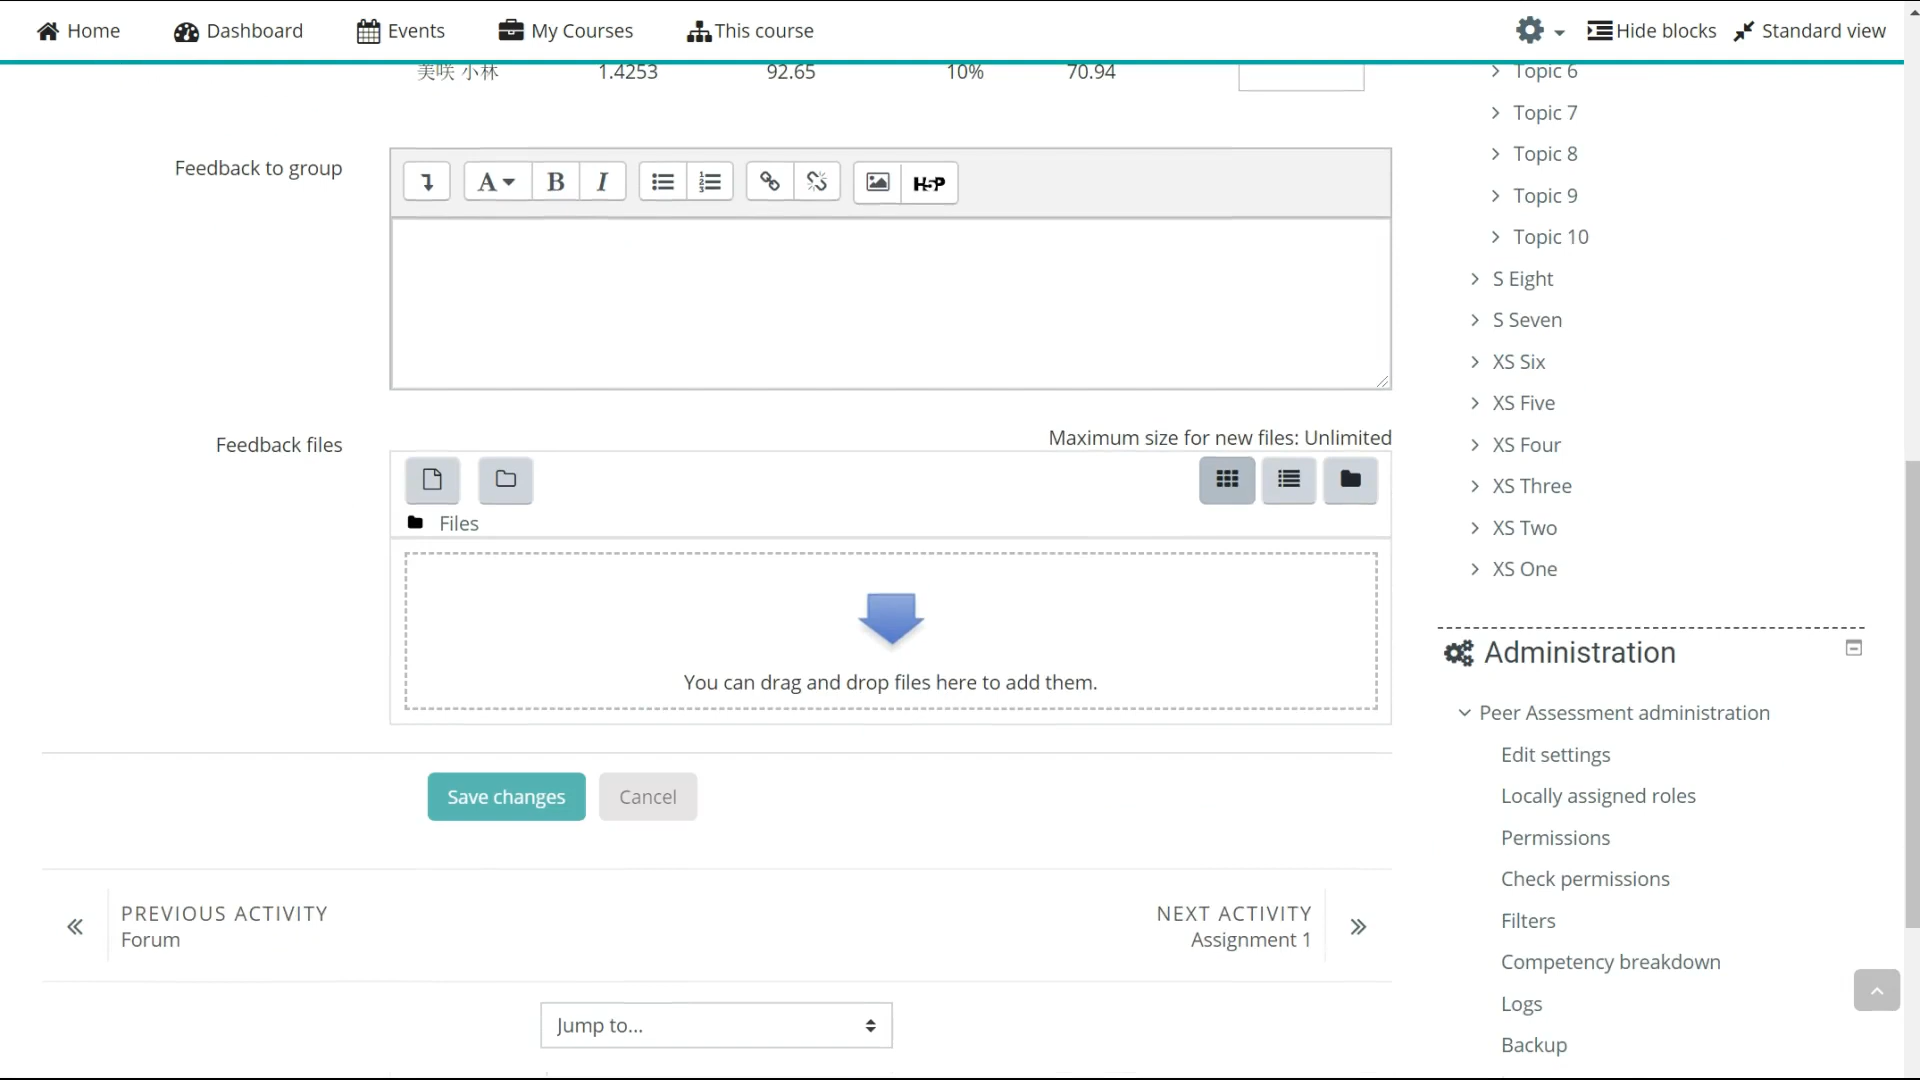 Home
Dashboard
Events
My Courses
This course
Hide blocks
Standard view
美咲 小林 1.4253 92.65 10% 70.94
Feedback to group
A B I
H5P
Feedback files
Maximum size for new files: Unlimited
Files
You can drag and drop files here to add them.
Save changes
Cancel
PREVIOUS ACTIVITY
Forum
NEXT ACTIVITY
Assignment 1
Jump to...
Topic 6
Topic 7
Topic 8
Topic 9
Topic 10
S Eight
S Seven
XS Six
XS Five
XS Four
XS Three
XS Two
XS One
Administration
Peer Assessment administration
Edit settings
Locally assigned roles
Permissions
Check permissions
Filters
Competency breakdown
Logs
Backup